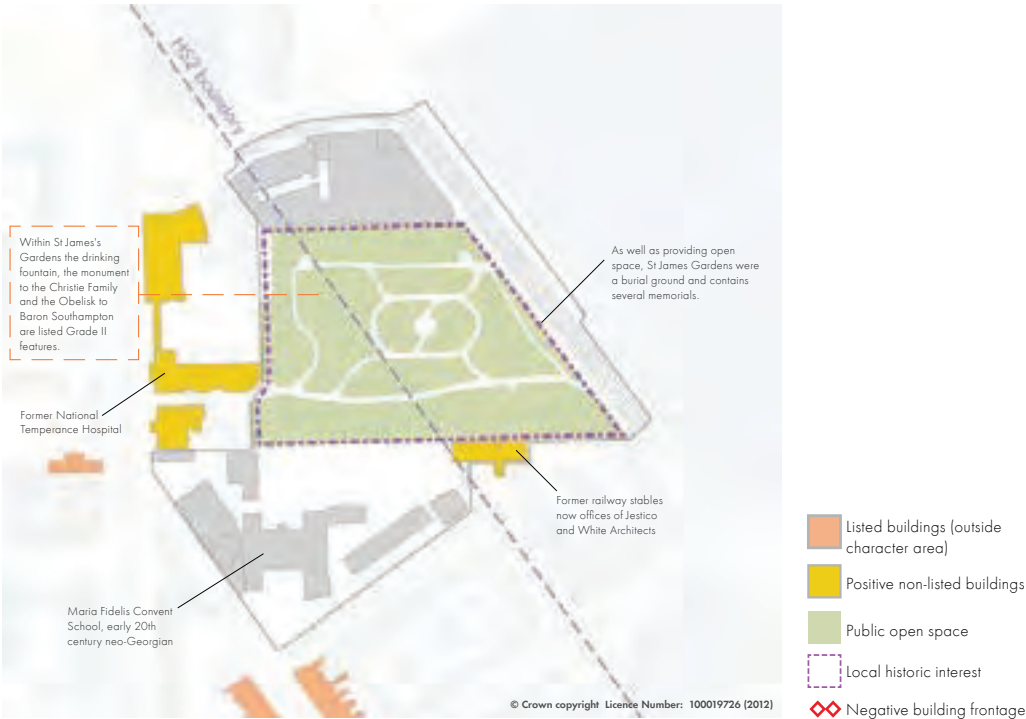 HS2 boundary
Within St James's
Gardens the drinking
fountain, the monument
to the Christie Family
and the Obelisk to
Baron Southampton
are listed Grade II
features.
As well as providing open
space, St James Gardens were
a burial ground and contains
several memorials.
Former National
Temperance Hospital
Former railway stables
now offices of Jestico
and White Architects
Maria Fidelis Convent
School, early 20th
century neo-Georgian
© Crown copyright Licence Number: 100019726 (2012)
Listed buildings (outside
character area)
Positive non-listed buildings
Public open space
Local historic interest
Negative building frontage